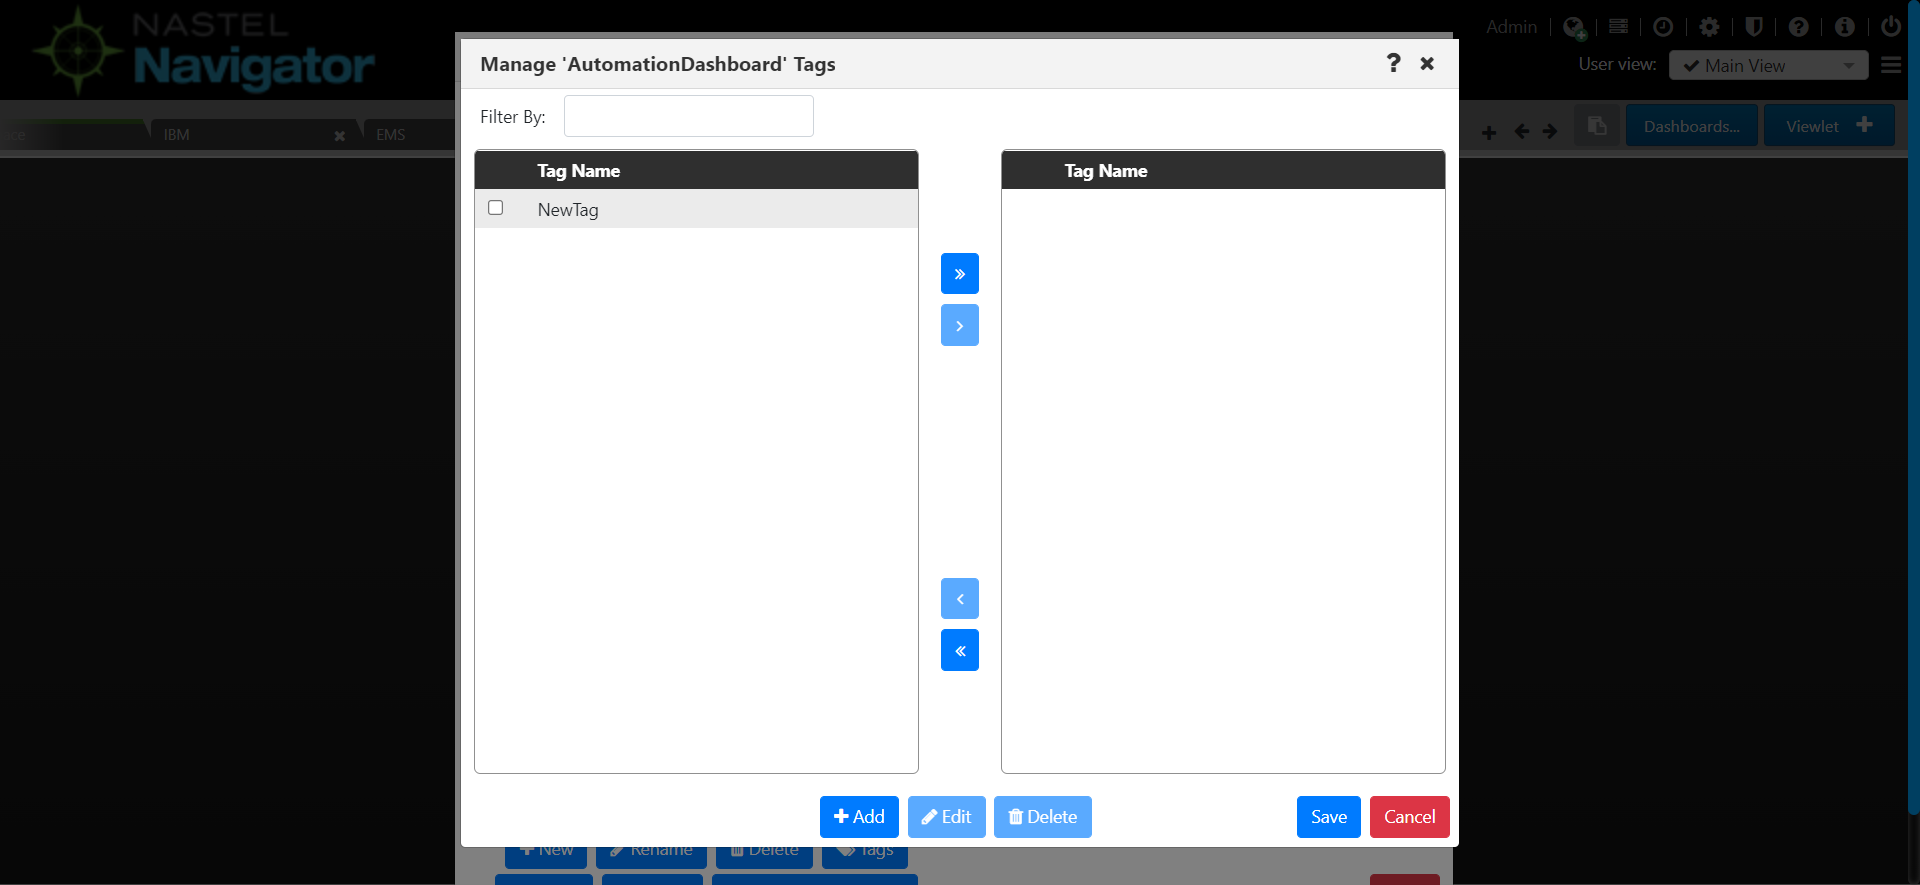 NASTEL
Navigator
Admin
User view: Main View
IBM
EMS
Dashboards...
Viewlet
Manage 'AutomationDashboard' Tags
Filter By:
Tag Name
NewTag
Tag Name
Add
Edit
Delete
Save
Cancel
New
Rename
Delete
Tags